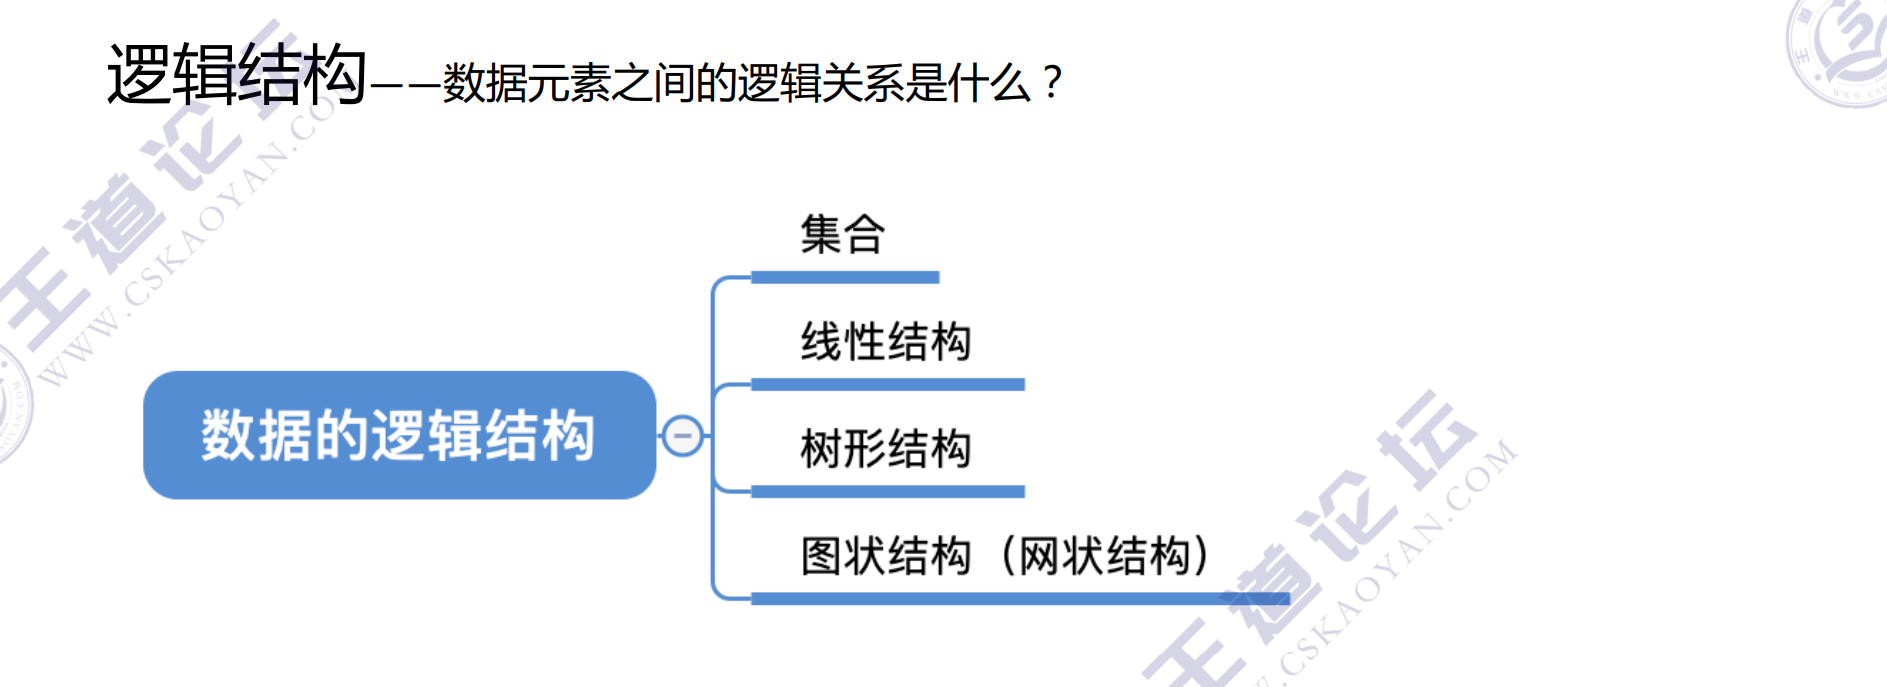 逻辑结构——数据元素之间的逻辑关系是什么？
集合
线性结构
树形结构
数据的逻辑结构
图状结构（网状结构）
王道论坛
WWW.CSKAOYAN.COM
王道论坛
W.CSKAOYAN.COM